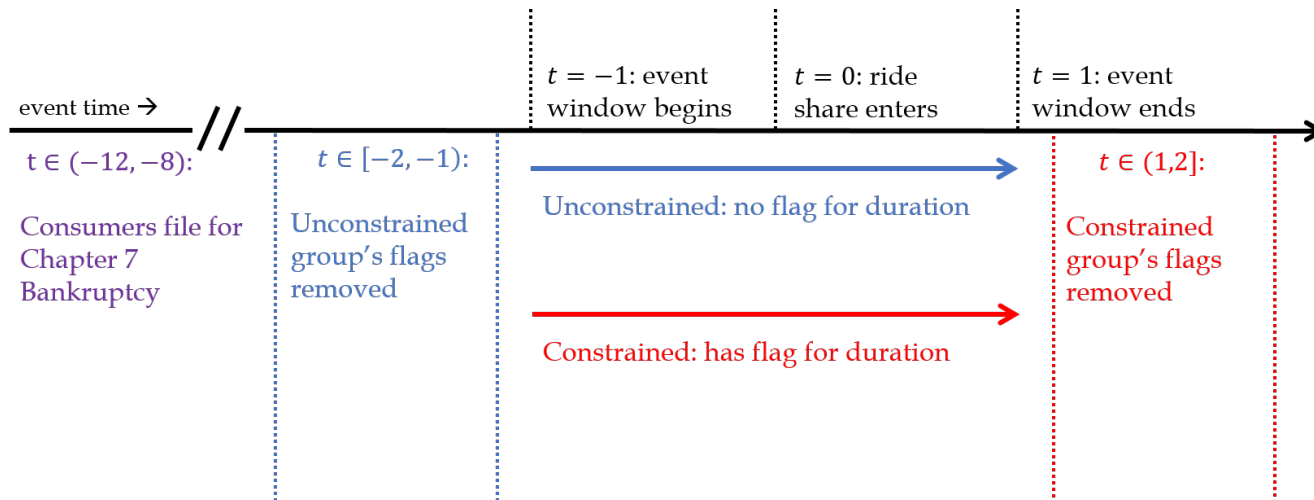 t = −1: event
window begins
t = 0: ride
share enters
t = 1: event
window ends
event time →
t ∈ (−12, −8):
Consumers file for
Chapter 7
Bankruptcy
t ∈ [−2, −1):
Unconstrained
group’s flags
removed
Unconstrained: no flag for duration
Constrained: has flag for duration
t ∈ (1,2]:
Constrained
group’s flags
removed